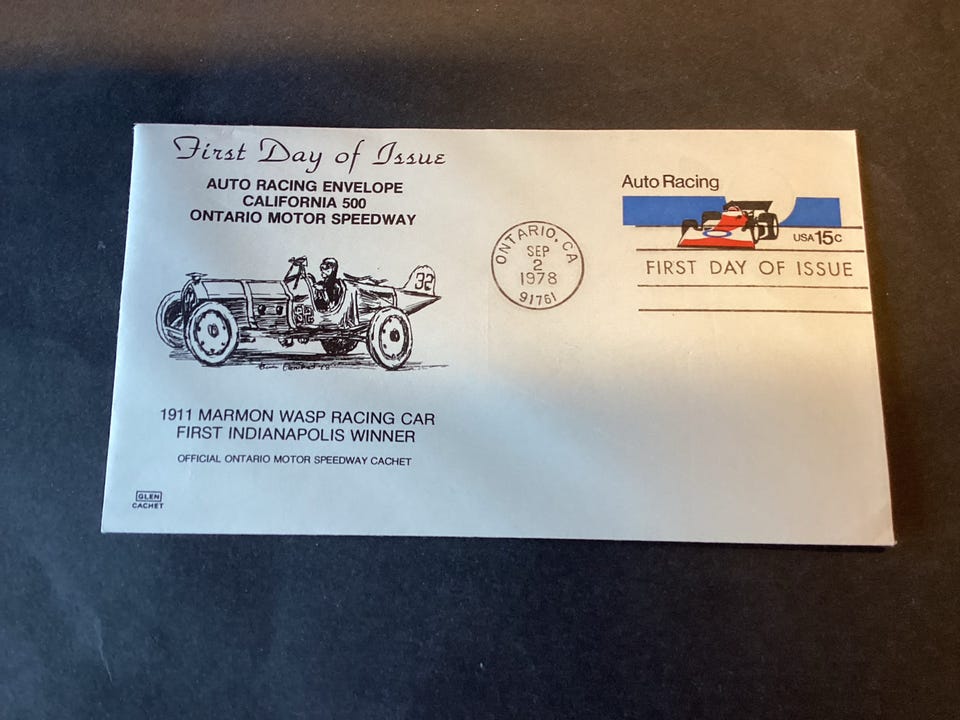 First Day of Issue
AUTO RACING ENVELOPE
CALIFORNIA 500
ONTARIO MOTOR SPEEDWAY
32
32
1911 MARMON WASP RACING CAR
FIRST INDIANAPOLIS WINNER
OFFICIAL ONTARIO MOTOR SPEEDWAY CACHET
GLEN
CACHET
ONTARIO, CA
SEP
2
1978
91761
Auto Racing
USA 15c
FIRST DAY OF ISSUE